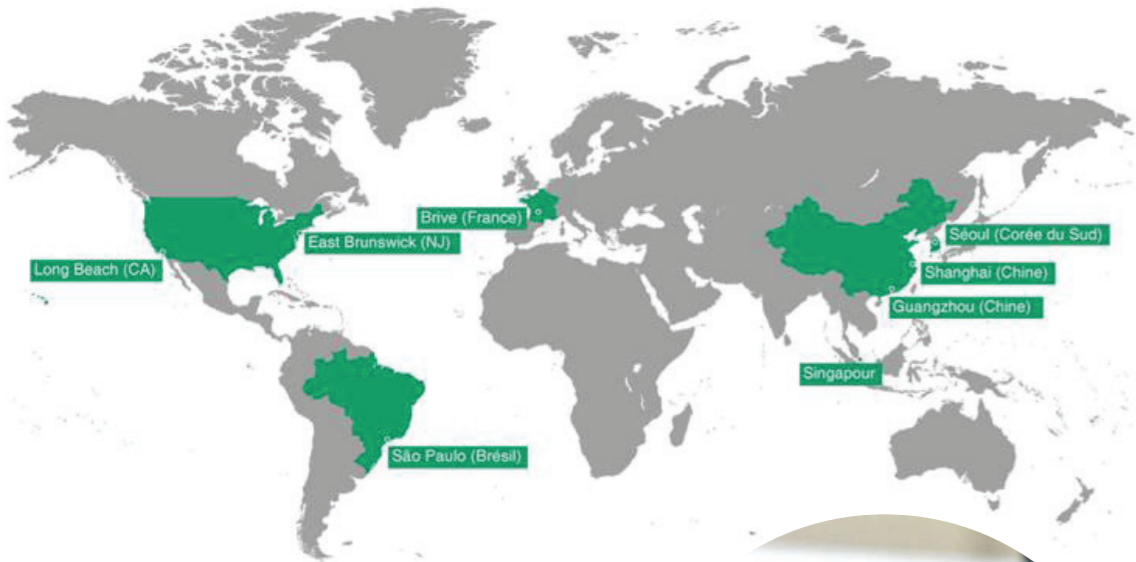 Brive (France)
East Brunswick (NJ)
Séoul (Corée du Sud)
Long Beach (CA)
Shanghai (Chine)
Guangzhou (Chine)
Singapour
São Paulo (Brésil)